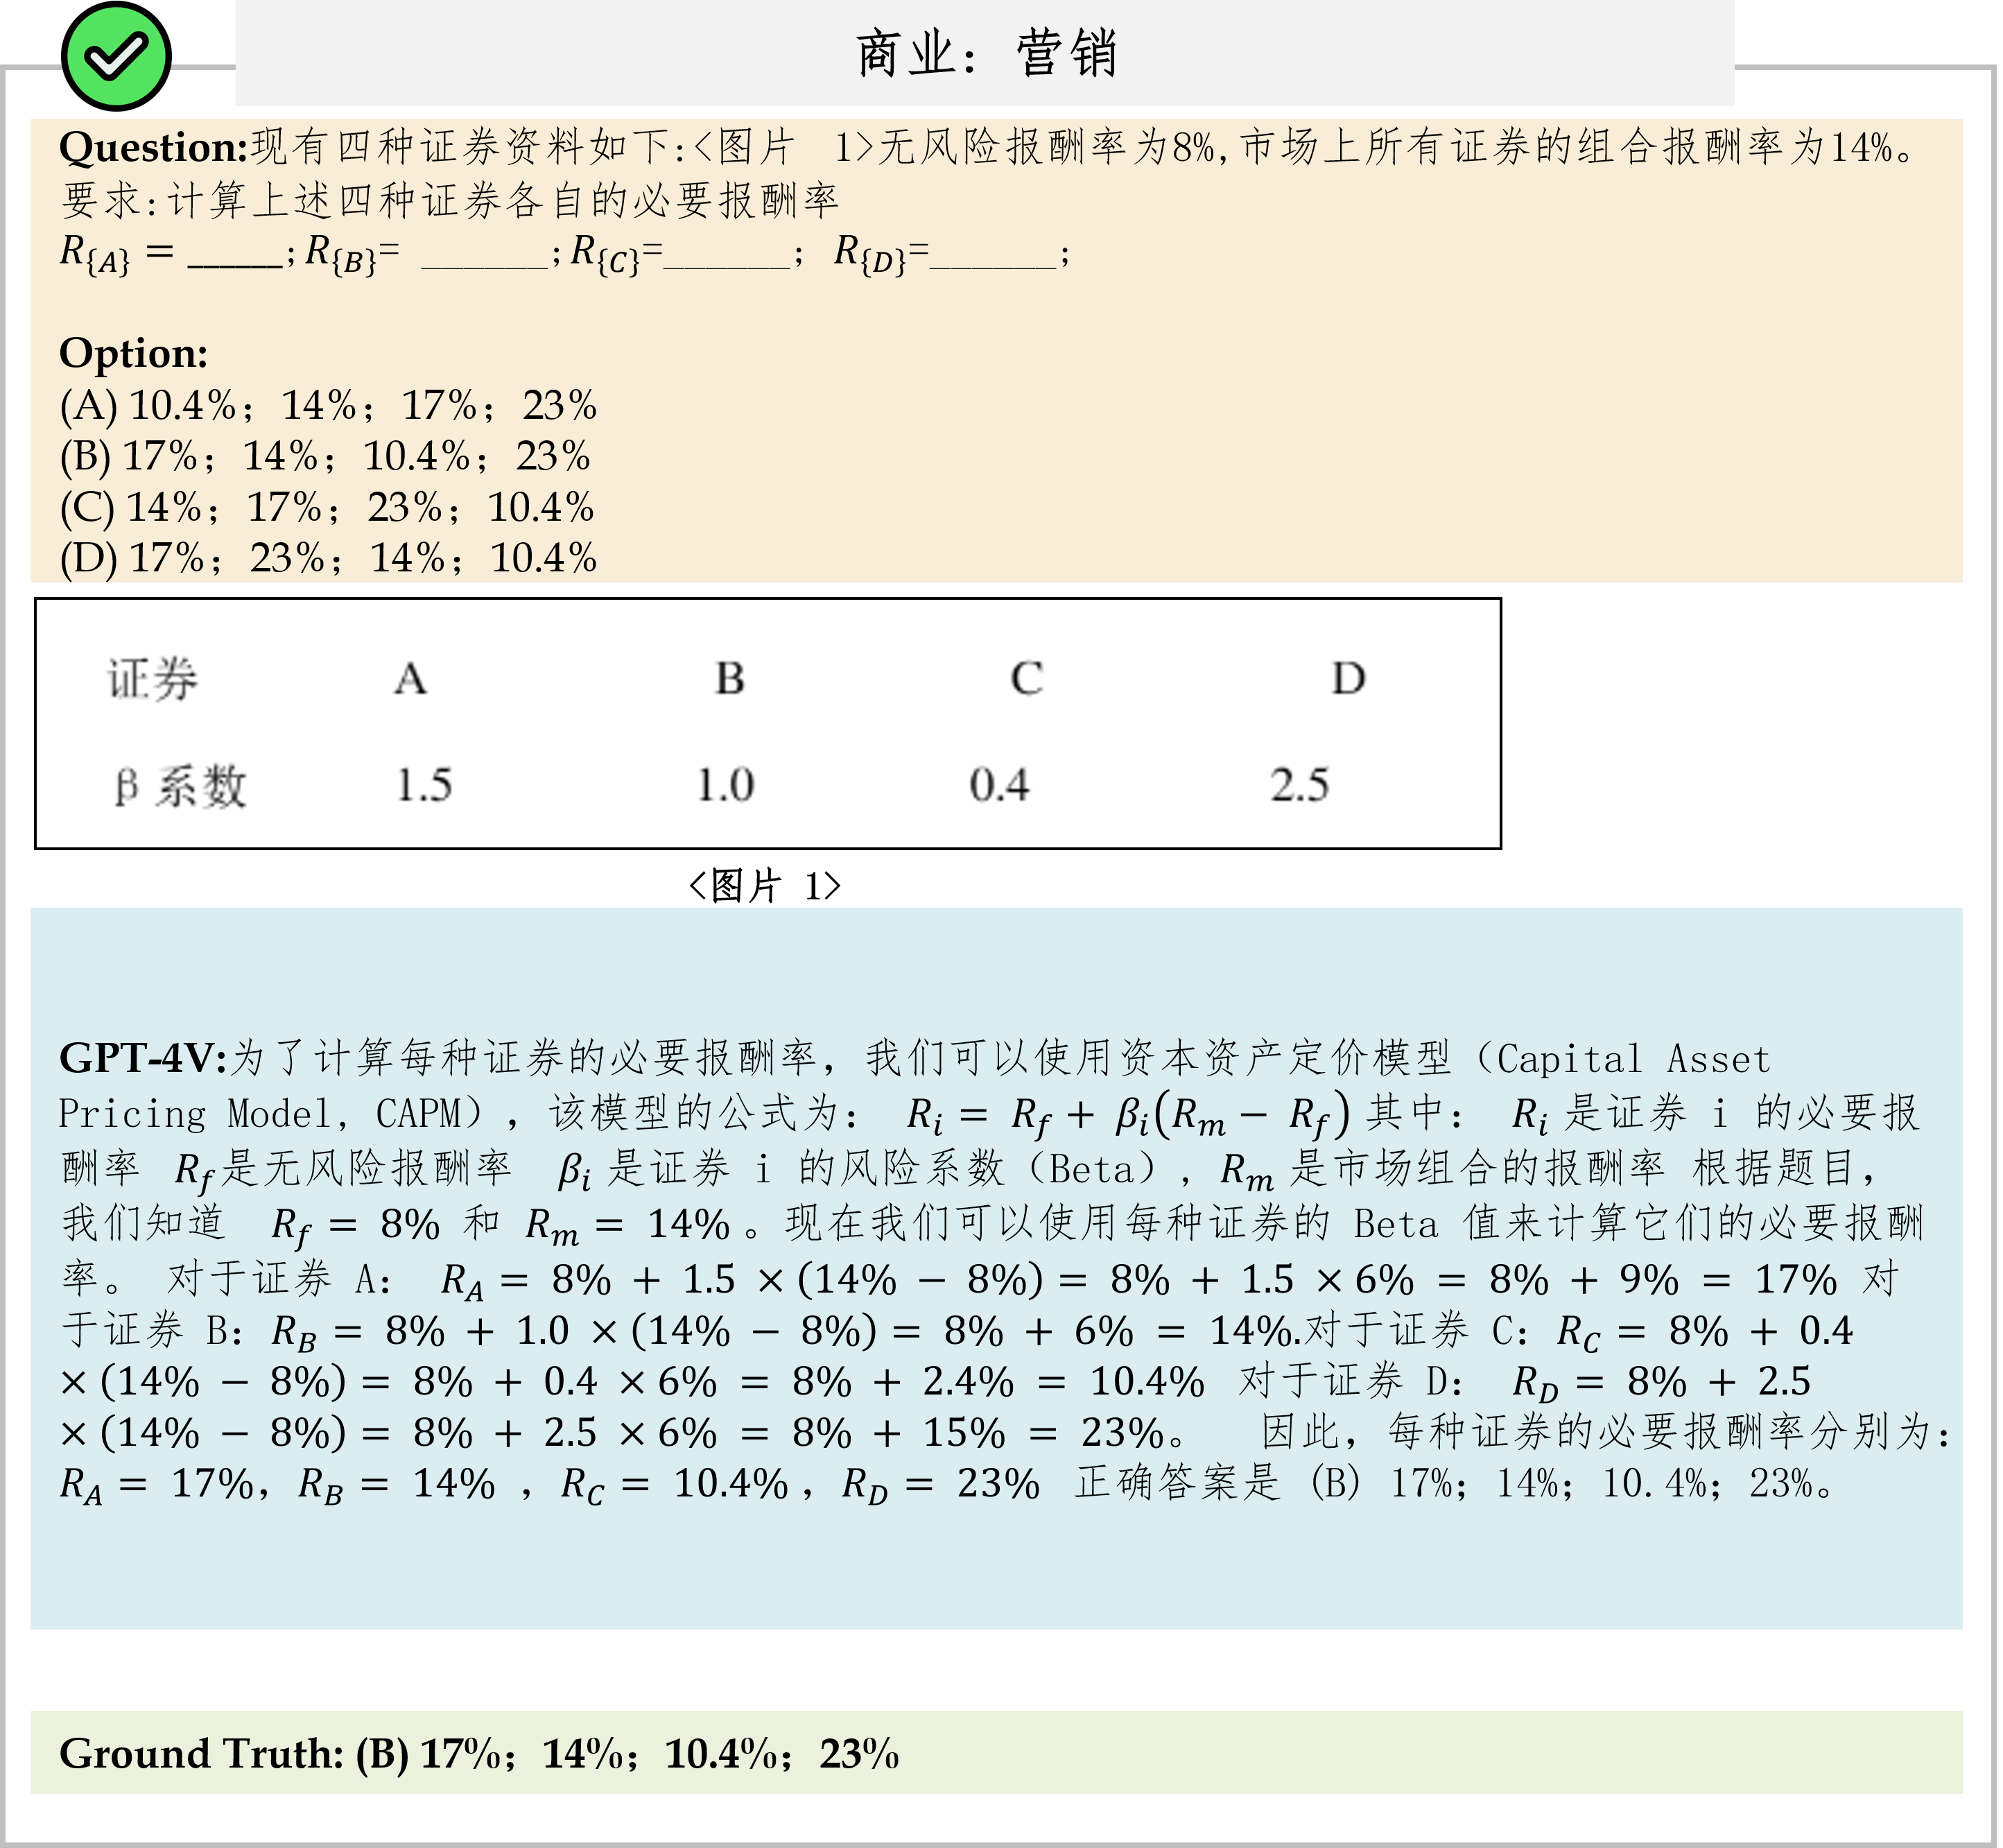 商业：营销
Question:现有四种证券资料如下:<图片 1>无风险报酬率为8%,市场上所有证券的组合报酬率为14%。
要求:计算上述四种证券各自的必要报酬率
R_{A} = ______; R_{B}= ______; R_{C}=______; R_{D}=______;
Option:
(A) 10.4%；14%；17%；23%
(B) 17%；14%；10.4%；23%
(C) 14%；17%；23%；10.4%
(D) 17%；23%；14%；10.4%
证券 A B C D
β 系数 1.5 1.0 0.4 2.5
<图片 1>
GPT-4V:为了计算每种证券的必要报酬率，我们可以使用资本资产定价模型（Capital Asset
Pricing Model, CAPM），该模型的公式为： R_i = R_f + β_i(R_m − R_f) 其中： R_i 是证券 i 的必要报
酬率 R_f是无风险报酬率 β_i 是证券 i 的风险系数（Beta），R_m 是市场组合的报酬率 根据题目，
我们知道 R_f = 8% 和 R_m = 14% 。现在我们可以使用每种证券的 Beta 值来计算它们的必要报酬
率。 对于证券 A： R_A = 8% + 1.5 ×(14% − 8%) = 8% + 1.5 ×6% = 8% + 9% = 17% 对
于证券 B：R_B = 8% + 1.0 ×(14% − 8%) = 8% + 6% = 14%.对于证券 C：R_C = 8% + 0.4
×(14% − 8%) = 8% + 0.4 ×6% = 8% + 2.4% = 10.4% 对于证券 D： R_D = 8% + 2.5
×(14% − 8%) = 8% + 2.5 ×6% = 8% + 15% = 23%。 因此，每种证券的必要报酬率分别为：
R_A = 17%，R_B = 14% ，R_C = 10.4% ，R_D = 23% 正确答案是 (B) 17%；14%；10.4%；23%。
Ground Truth: (B) 17%；14%；10.4%；23%